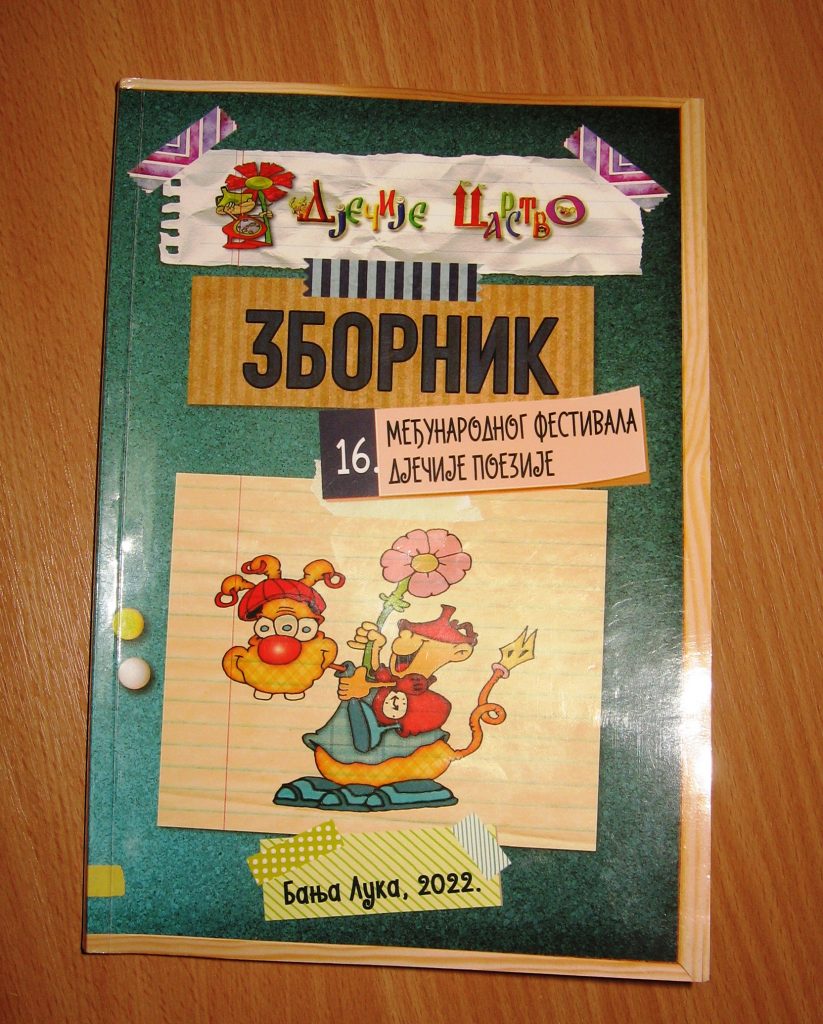 Дјечије Царство
ЗБОРНИК
16. МЕЂУНАРОДНОГ ФЕСТИВАЛА
ДЈЕЧИЈЕ ПОЕЗИЈЕ
Бања Лука, 2022.